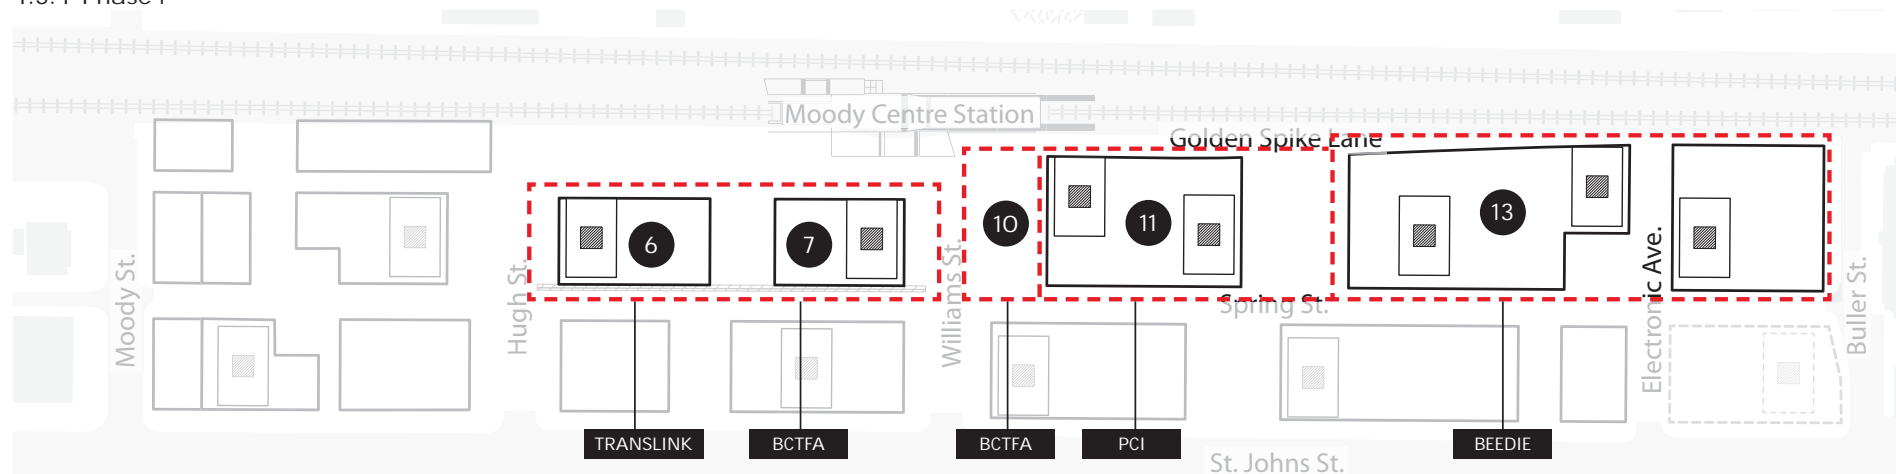 Moody Centre Station
Golden Spike Lane
10
11
13
6
7
Moody St.
Hugh St.
Williams St.
Spring St.
Electronic Ave.
Buller St.
TRANSLINK
BCTFA
BCTFA
PCI
BEEDIE
St. Johns St.